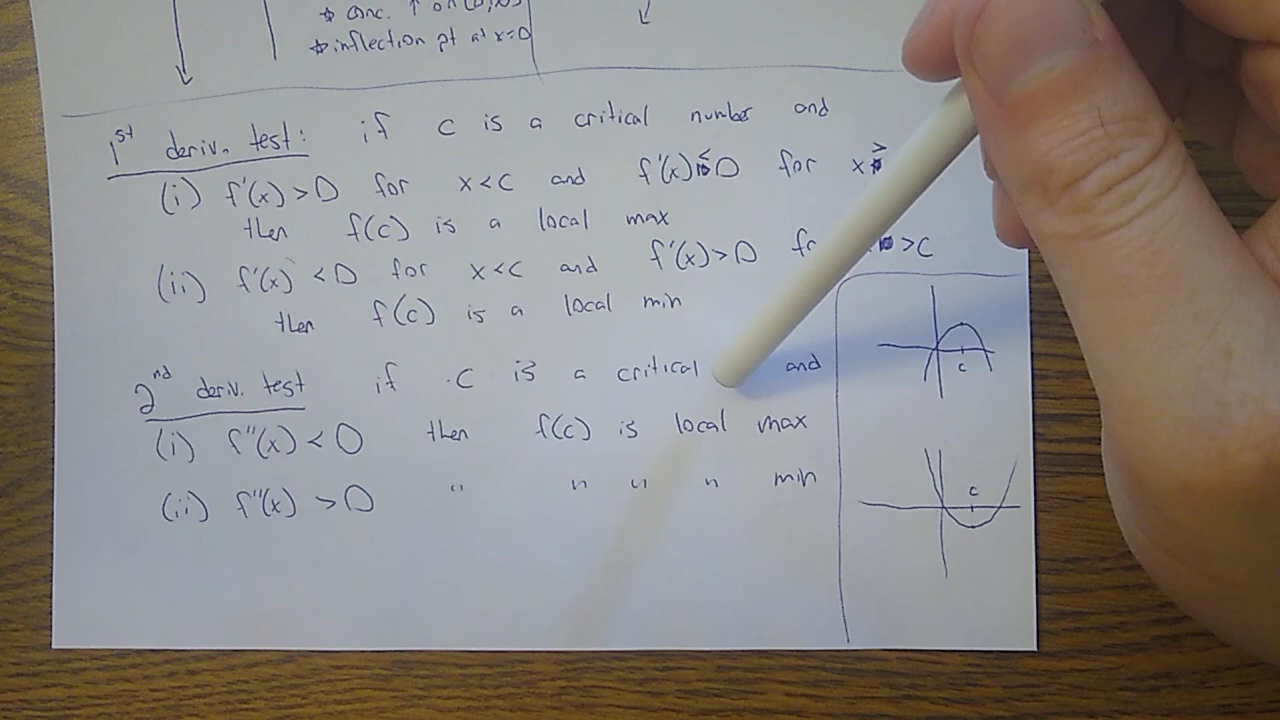 * conc. ↑ on
* inflection pt at x=0
1st deriv. test: if c is a critical number and
(i) f'(x) > 0 for x < c and f'(x) < 0 for x >
then f(c) is a local max
(ii) f'(x) < 0 for x < c and f'(x) > 0 > c
then f(c) is a local min
2nd deriv. test if c is a critical and
(i) f''(x) < 0 then f(c) is local max
(ii) f''(x) > 0 " " " " min
c
c